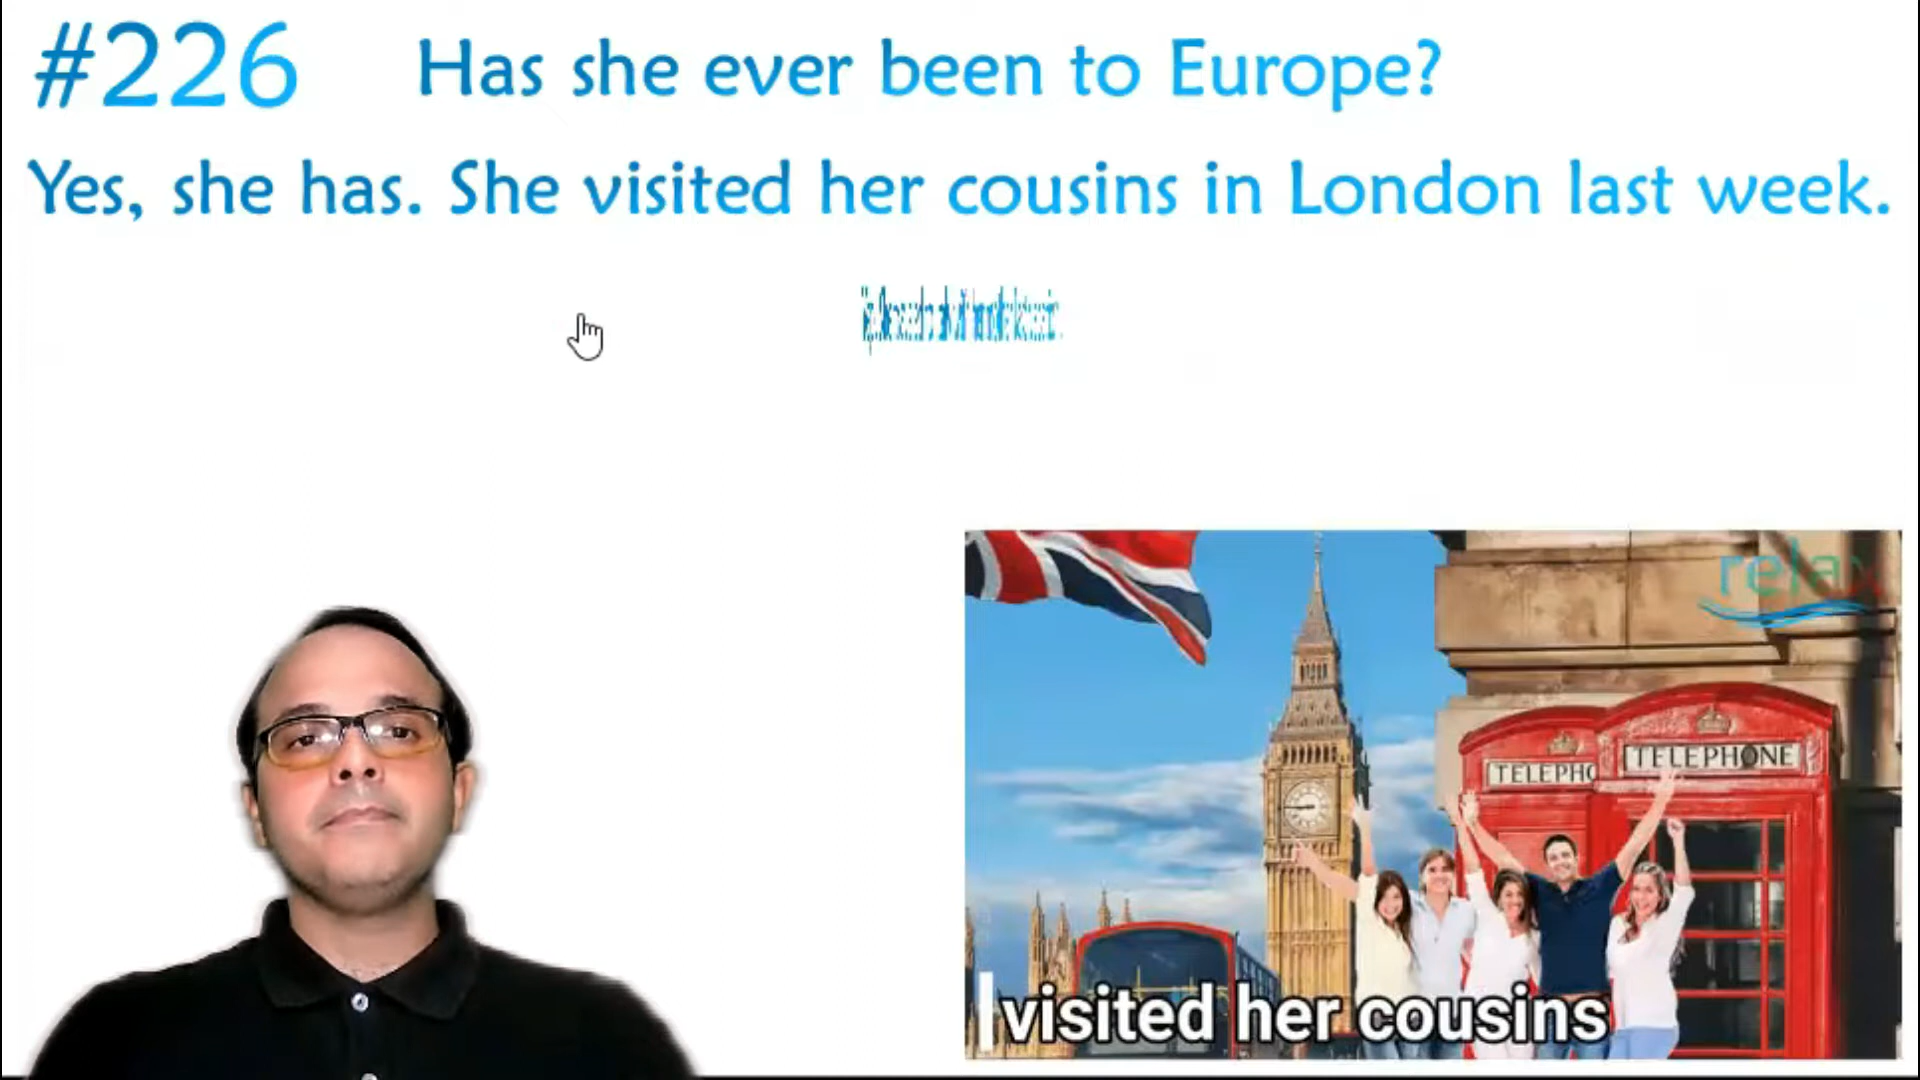 #226 Has she ever been to Europe?
Yes, she has. She visited her cousins in London last week.
relax
TELEPHO
TELEPHONE
visited her cousins